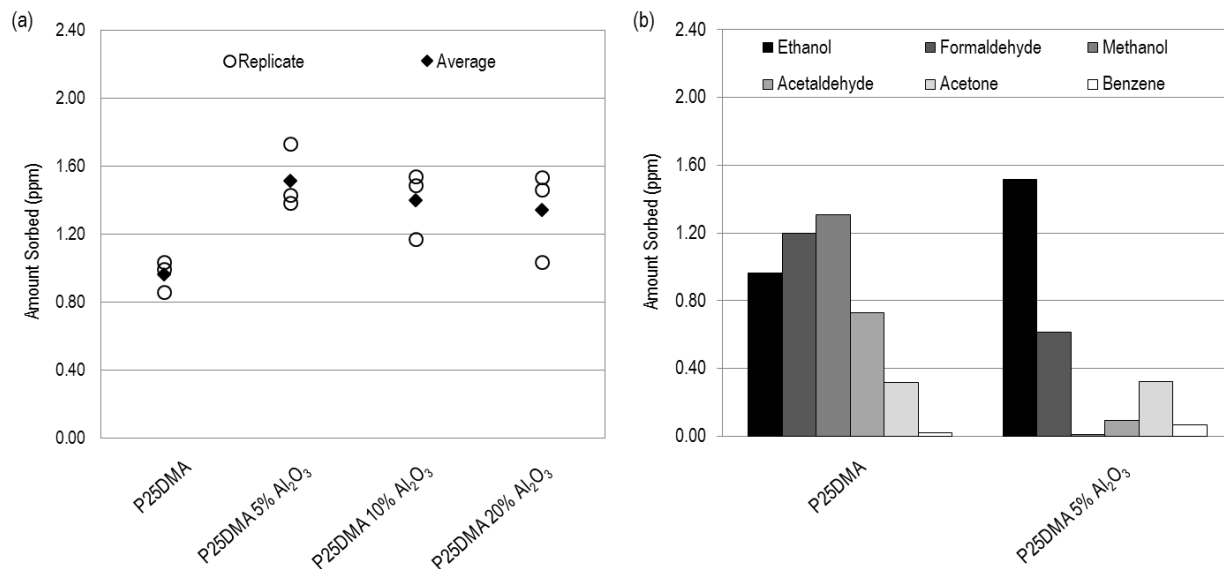 (a)
2.40
2.00
1.60
1.20
0.80
0.40
0.00
Amount Sorbed (ppm)
Replicate
Average
P25DMA
P25DMA 5% Al₂O₃
P25DMA 10% Al₂O₃
P25DMA 20% Al₂O₃
(b)
2.40
2.00
1.60
1.20
0.80
0.40
0.00
Amount Sorbed (ppm)
Ethanol
Formaldehyde
Methanol
Acetaldehyde
Acetone
Benzene
P25DMA
P25DMA 5% Al₂O₃